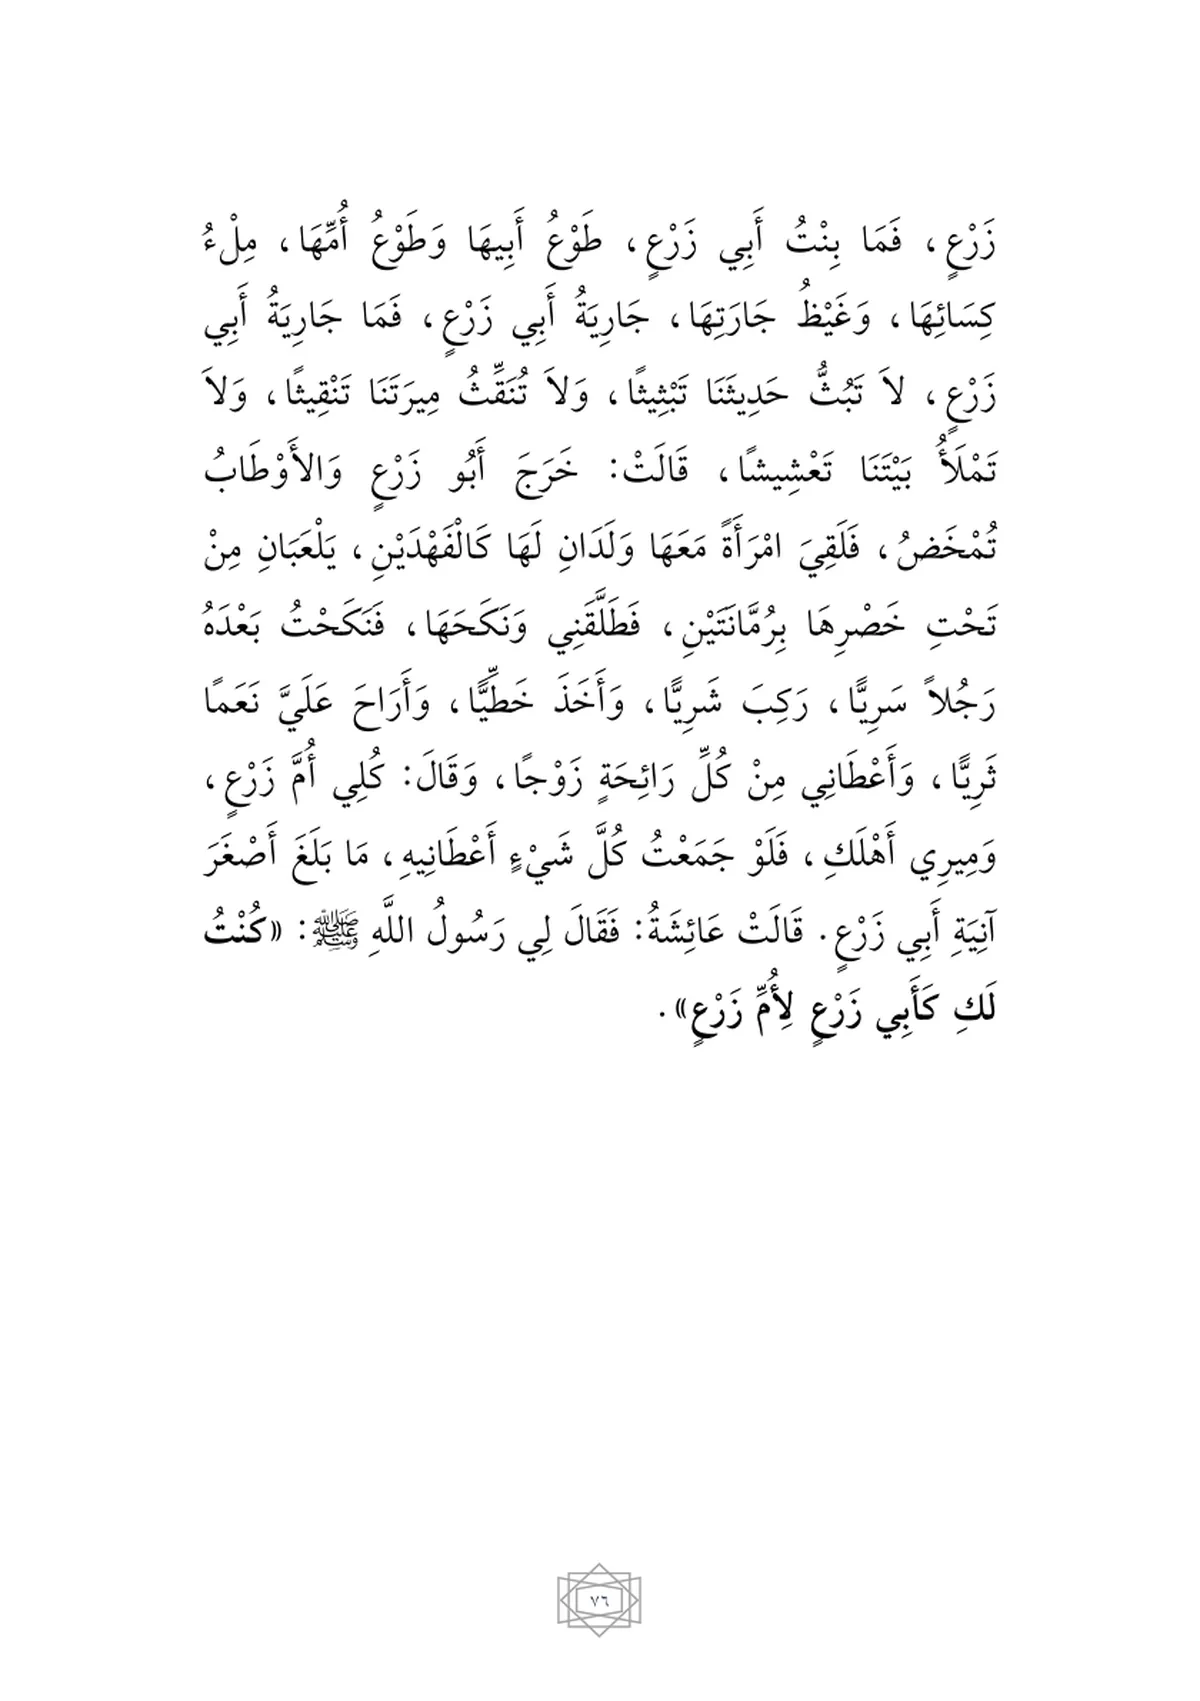 زَرْعٍ، فَمَا بِنْتُ أَبِي زَرْعٍ، طَوْعُ أَبِيهَا وَطَوْعُ أُمِّهَا، مِلْءُ
كِسَائِهَا، وَغَيْظُ جَارَتِهَا، جَارِيَةُ أَبِي زَرْعٍ، فَمَا جَارِيَةُ أَبِي
زَرْعٍ، لاَ تَبُثُّ حَدِيثَنَا تَبْثِيثًا، وَلاَ تُنَقِّثُ مِيرَتَنَا تَنْقِيثًا، وَلاَ
تَمْلَأُ بَيْتَنَا تَعْشِيشًا، قَالَتْ: خَرَجَ أَبُو زَرْعٍ وَالأَوْطَابُ
تُمْخَضُ، فَلَقِيَ امْرَأَةً مَعَهَا وَلَدَانِ لَهَا كَالْفَهْدَيْنِ، يَلْعَبَانِ مِنْ
تَحْتِ خَصْرِهَا بِرُمَّانَتَيْنِ، فَطَلَّقَنِي وَنَكَحَهَا، فَنَكَحْتُ بَعْدَهُ
رَجُلاً سَرِيًّا، رَكِبَ شَرِيًّا، وَأَخَذَ خَطِّيًّا، وَأَرَاحَ عَلَيَّ نَعَمًا
ثَرِيًّا، وَأَعْطَانِي مِنْ كُلِّ رَائِحَةٍ زَوْجًا، وَقَالَ: كُلِي أُمَّ زَرْعٍ،
وَمِيرِي أَهْلَكِ، فَلَوْ جَمَعْتُ كُلَّ شَيْءٍ أَعْطَانِيهِ، مَا بَلَغَ أَصْغَرَ
آنِيَةِ أَبِي زَرْعٍ. قَالَتْ عَائِشَةُ: فَقَالَ لِي رَسُولُ اللَّهِ ﷺ: «كُنْتُ
لَكِ كَأَبِي زَرْعٍ لِأُمِّ زَرْعٍ».
٧٦